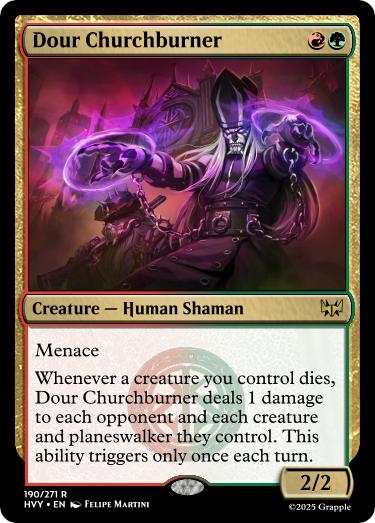 Dour Churchburner
Creature — Human Shaman
Menace
Whenever a creature you control dies,
Dour Churchburner deals 1 damage
to each opponent and each creature
and planeswalker they control. This
ability triggers only once each turn.
2/2
190/271 R
HVY • EN Felipe Martini
©2025 Grapple